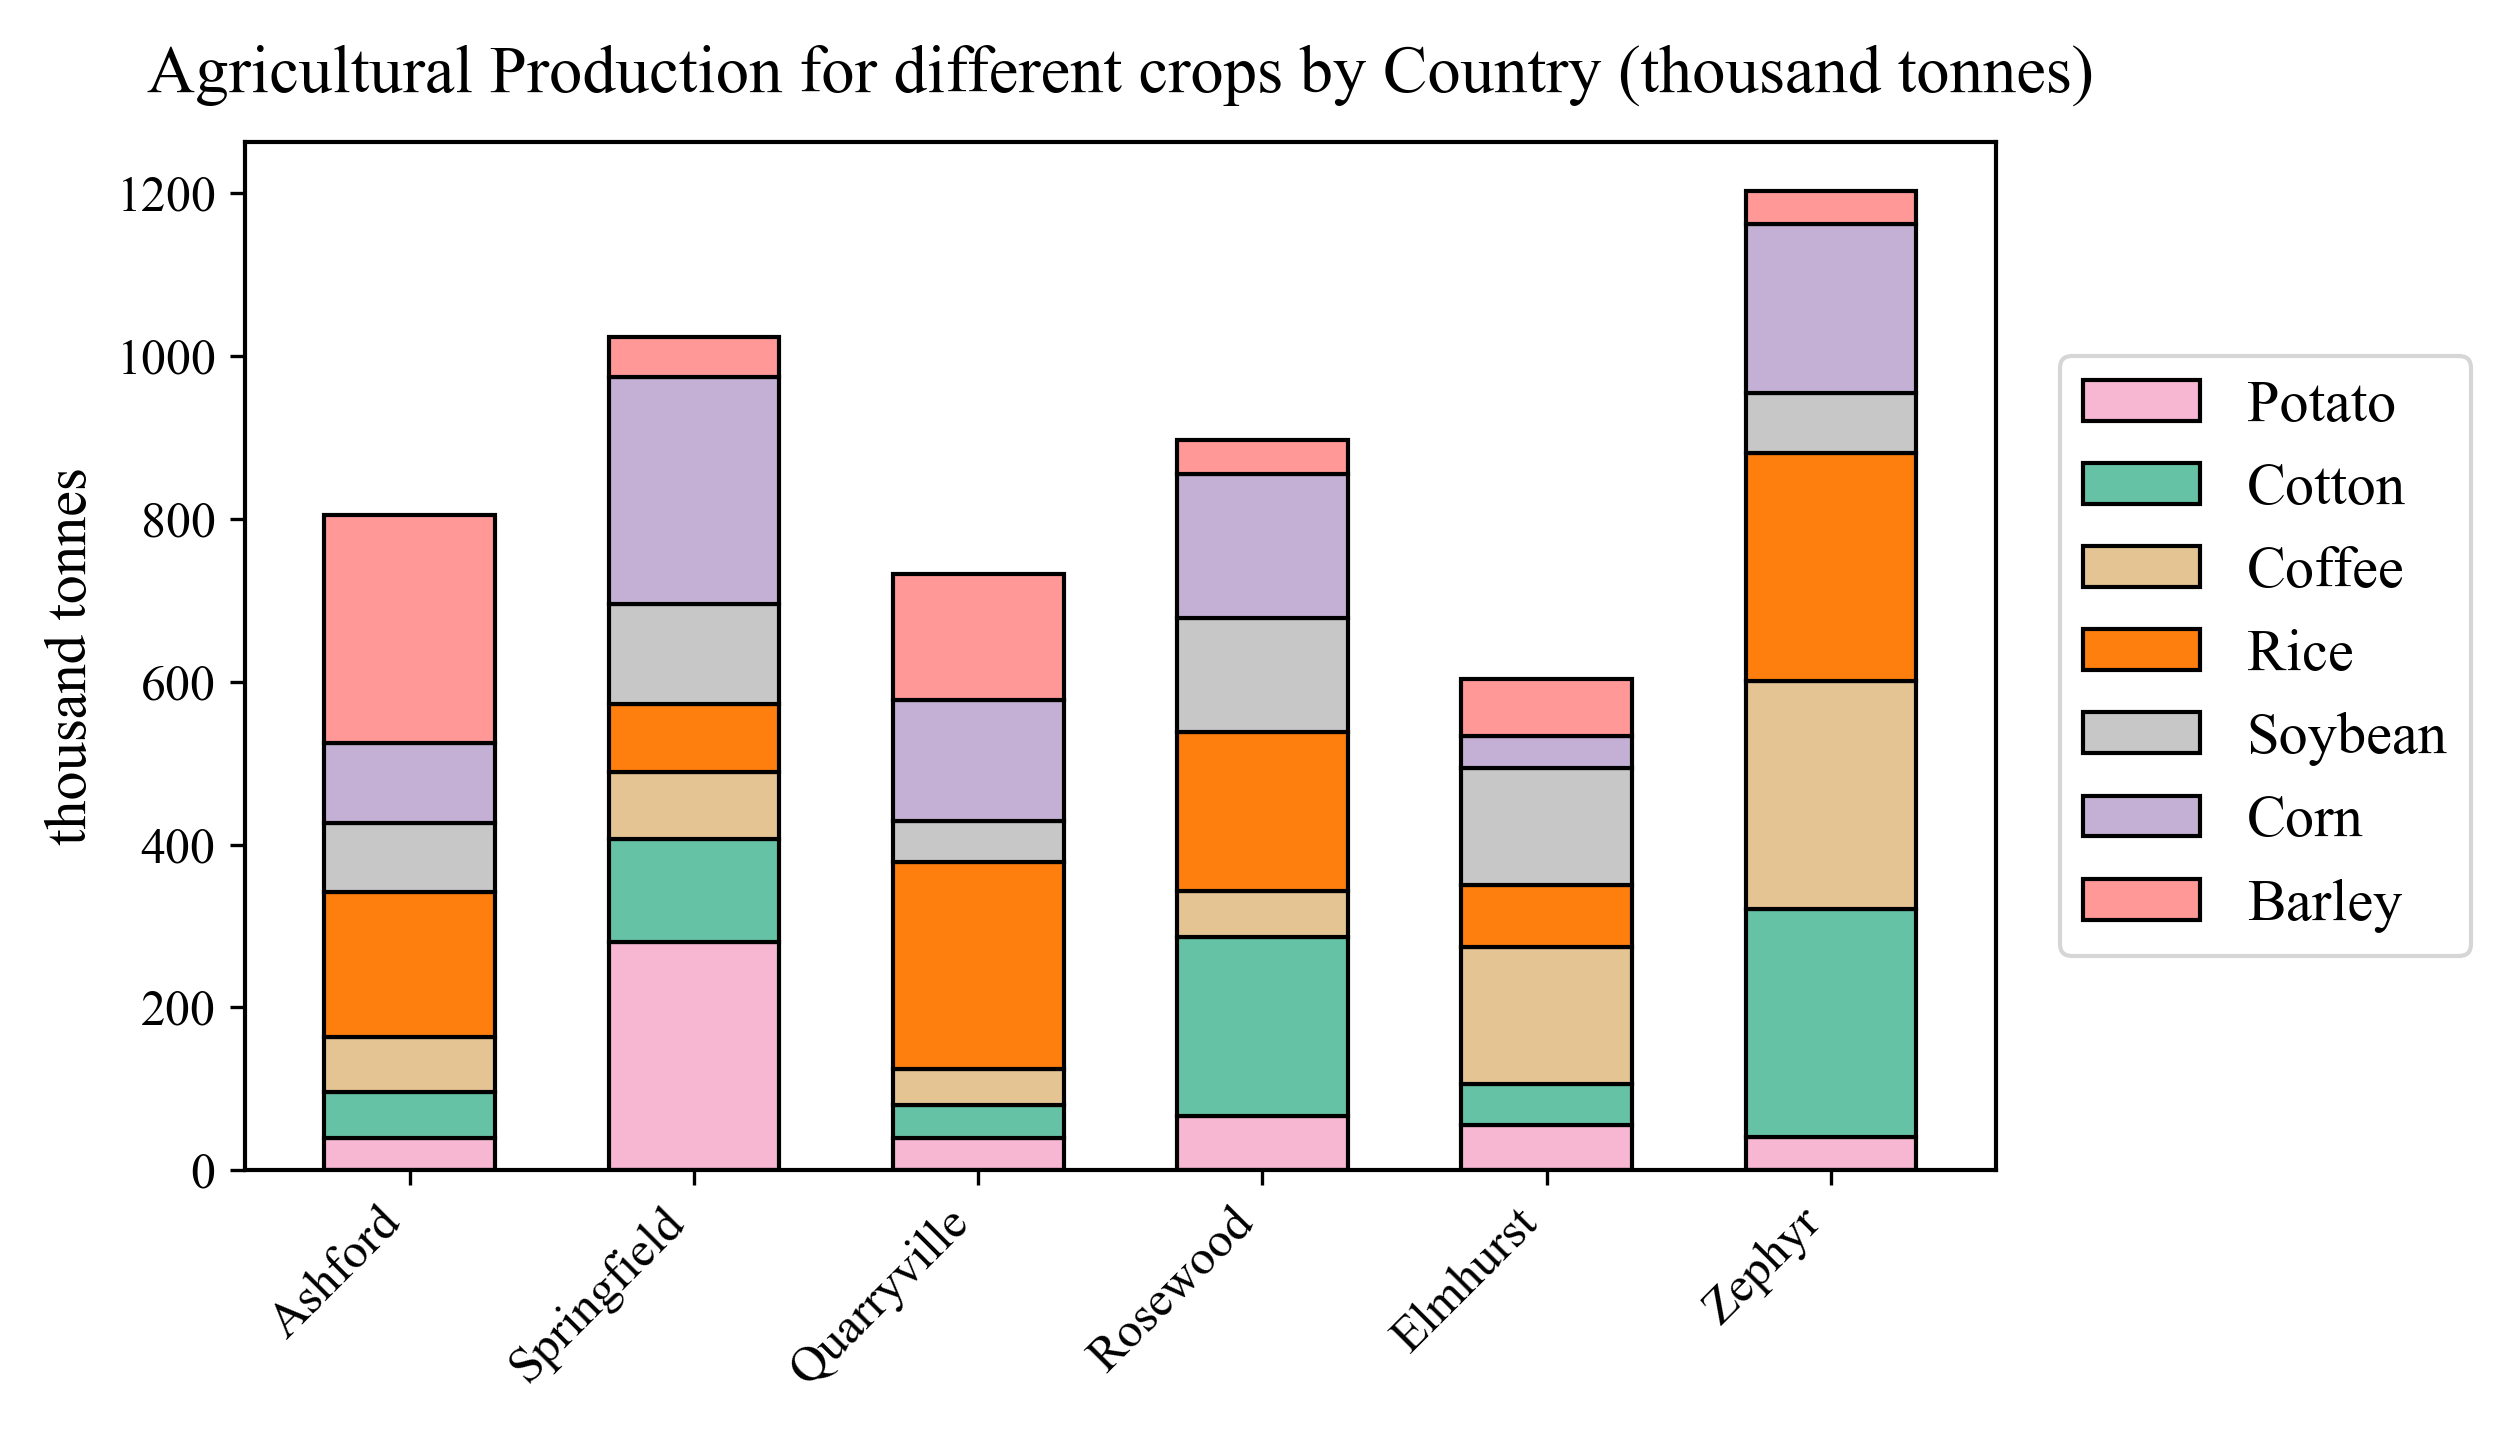 Agricultural Production for different crops by Country (thousand tonnes)
thousand tonnes
1200
1000
800
600
400
200
0
Ashford
Springfield
Quarryville
Rosewood
Elmhurst
Zephyr
Potato
Cotton
Coffee
Rice
Soybean
Corn
Barley